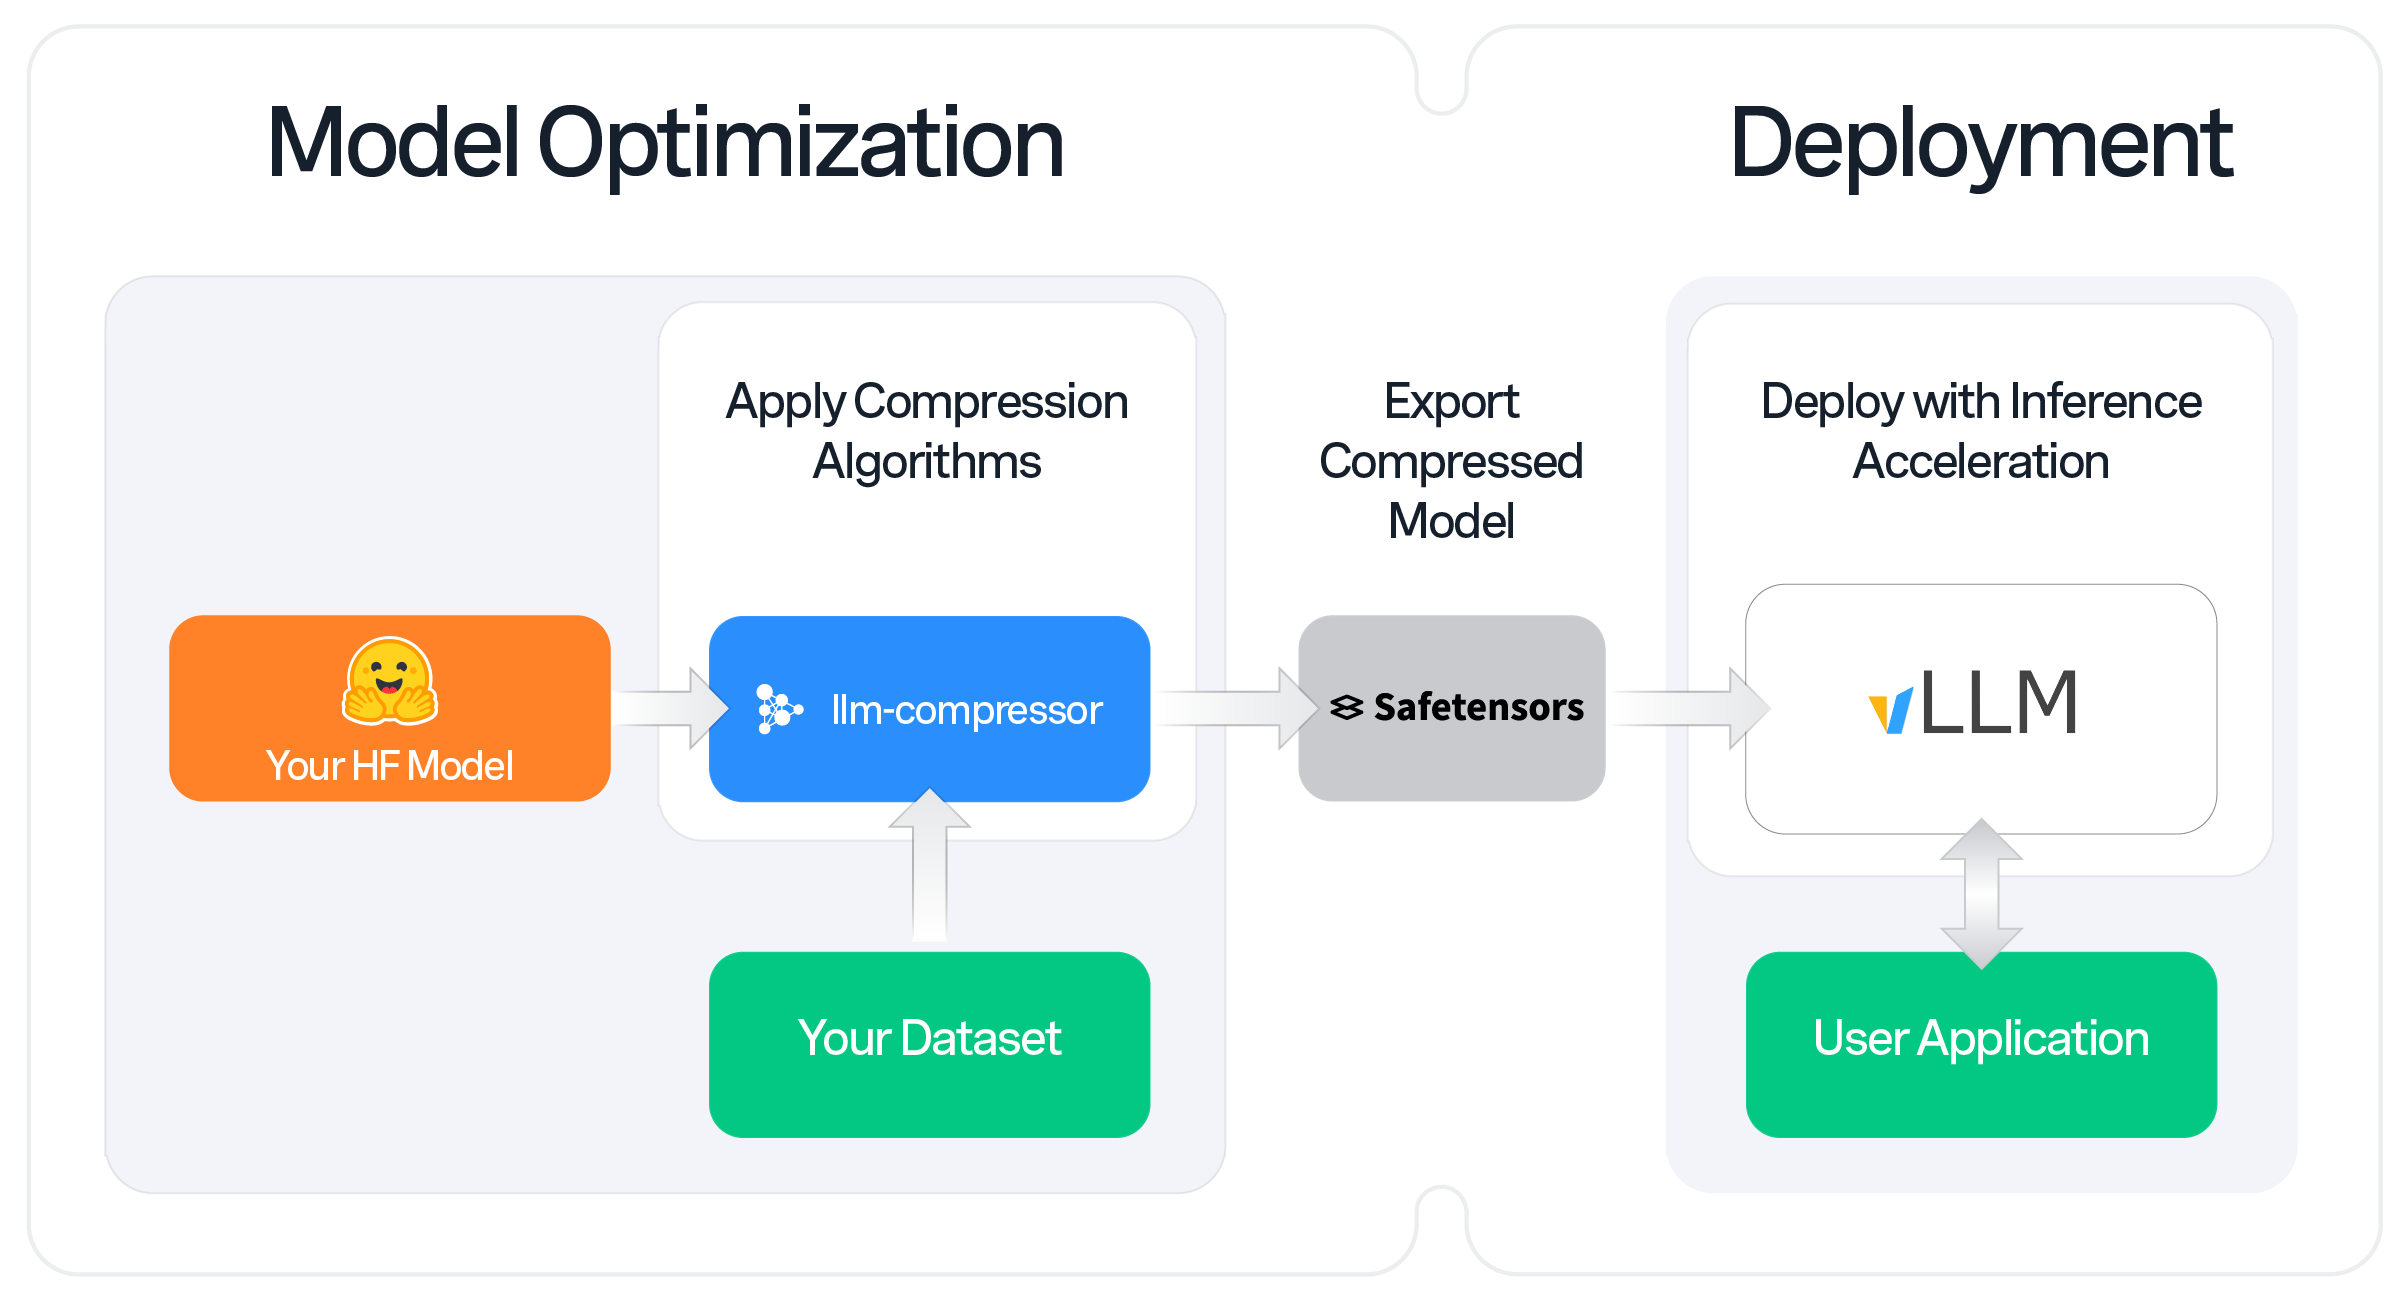 Model Optimization
Deployment
Apply Compression
Algorithms
Export
Compressed
Model
Deploy with Inference
Acceleration
Your HF Model
llm-compressor
Safetensors
vLLM
Your Dataset
User Application